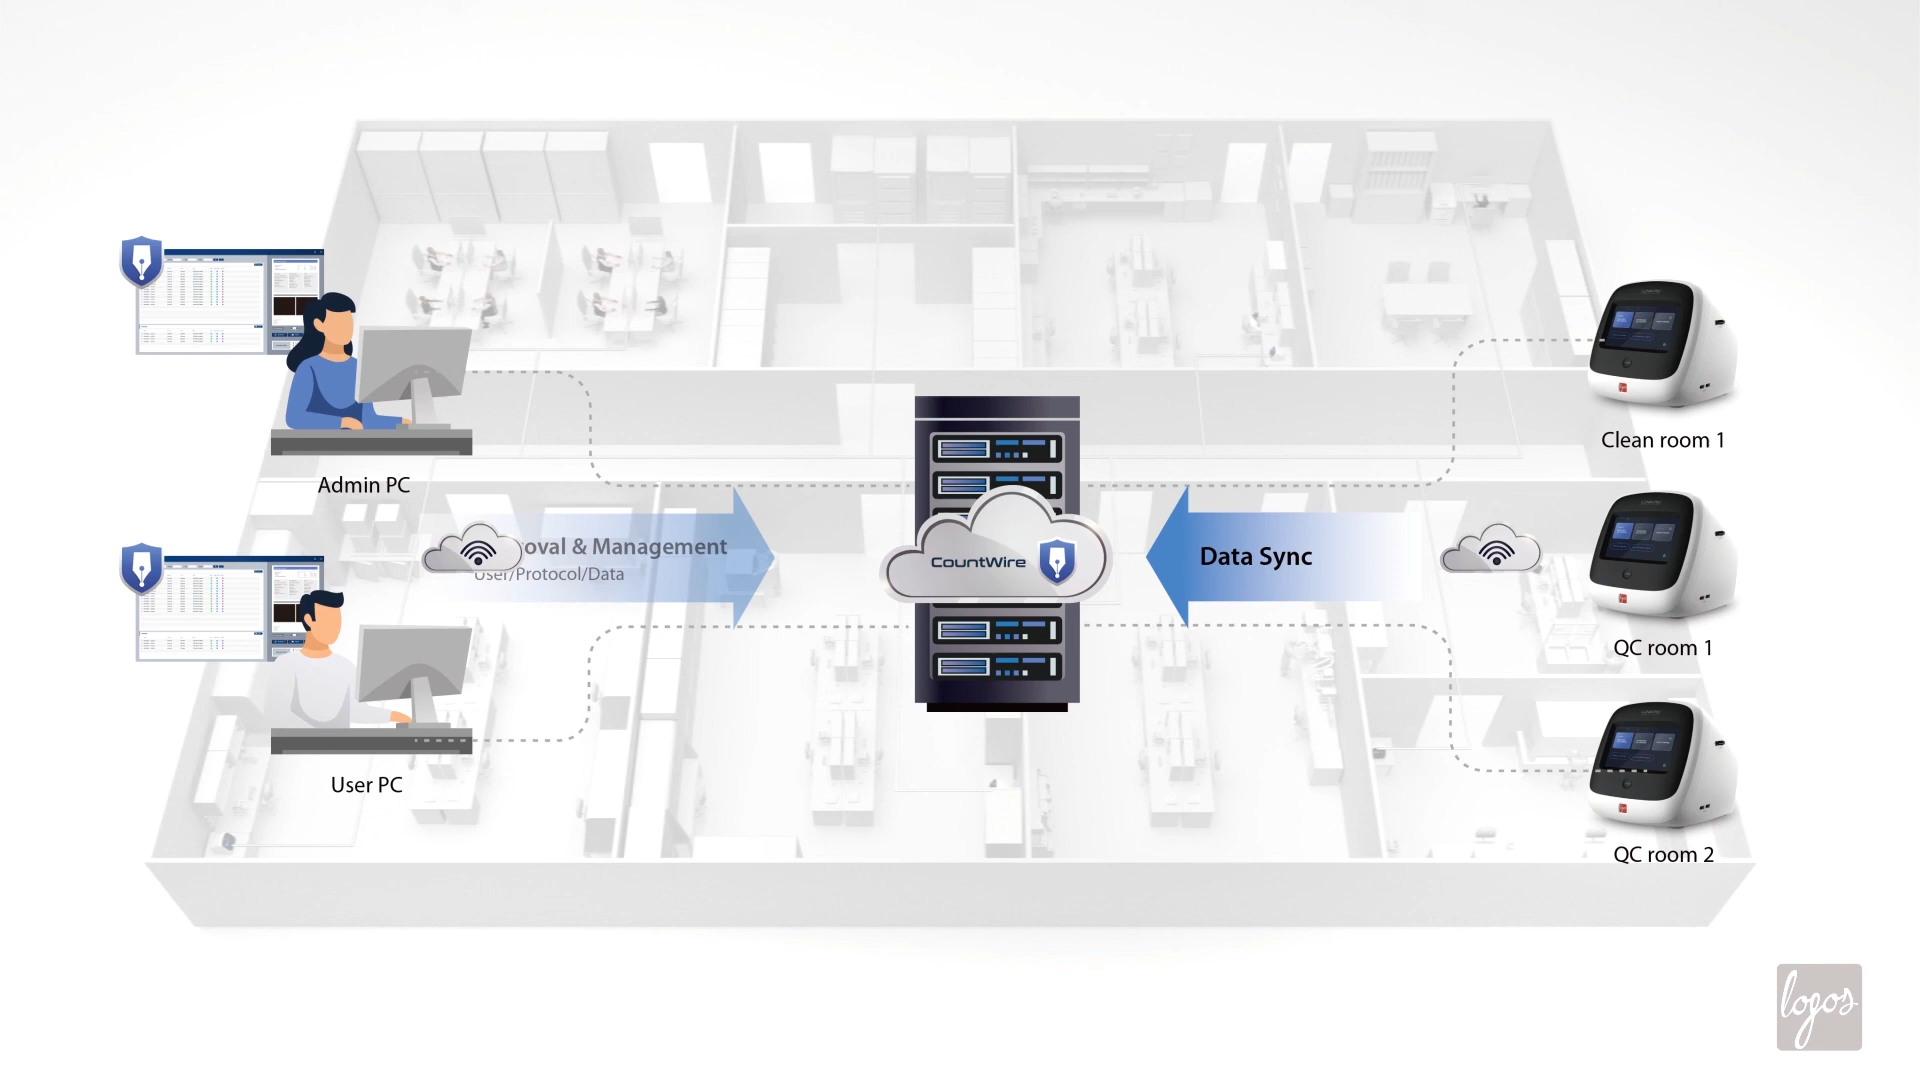 Admin PC
User PC
oval & Management
User/Protocol/Data
CountWire
Data Sync
Clean room 1
QC room 1
QC room 2
logos